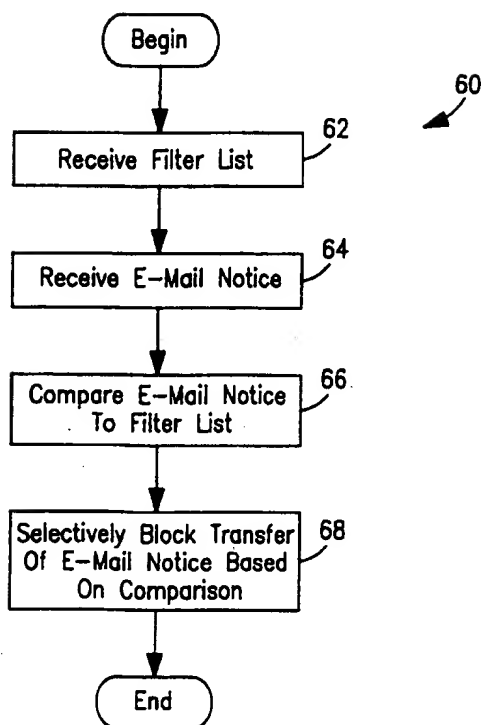 Begin
60
62
Receive Filter List
64
Receive E-Mail Notice
66
Compare E-Mail Notice
To Filter List
68
Selectively Block Transfer
Of E-Mail Notice Based
On Comparison
End